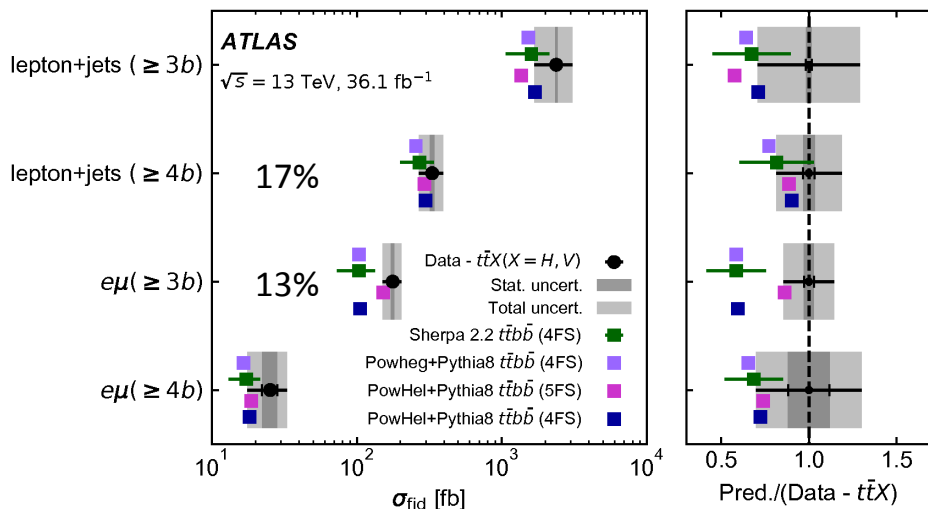 ATLAS
√s = 13 TeV, 36.1 fb⁻¹
lepton+jets ( ≥ 3b)
lepton+jets ( ≥ 4b)
17%
eμ( ≥ 3b)
13%
eμ( ≥ 4b)
Data - tt̄X(X = H, V)
Stat. uncert.
Total uncert.
Sherpa 2.2 tt̄bb̄ (4FS)
Powheg+Pythia8 tt̄bb̄ (4FS)
PowHel+Pythia8 tt̄bb̄ (5FS)
PowHel+Pythia8 tt̄bb̄ (4FS)
10¹ 10² 10³ 10⁴
σfid [fb]
0.5 1.0 1.5
Pred./(Data - tt̄X)